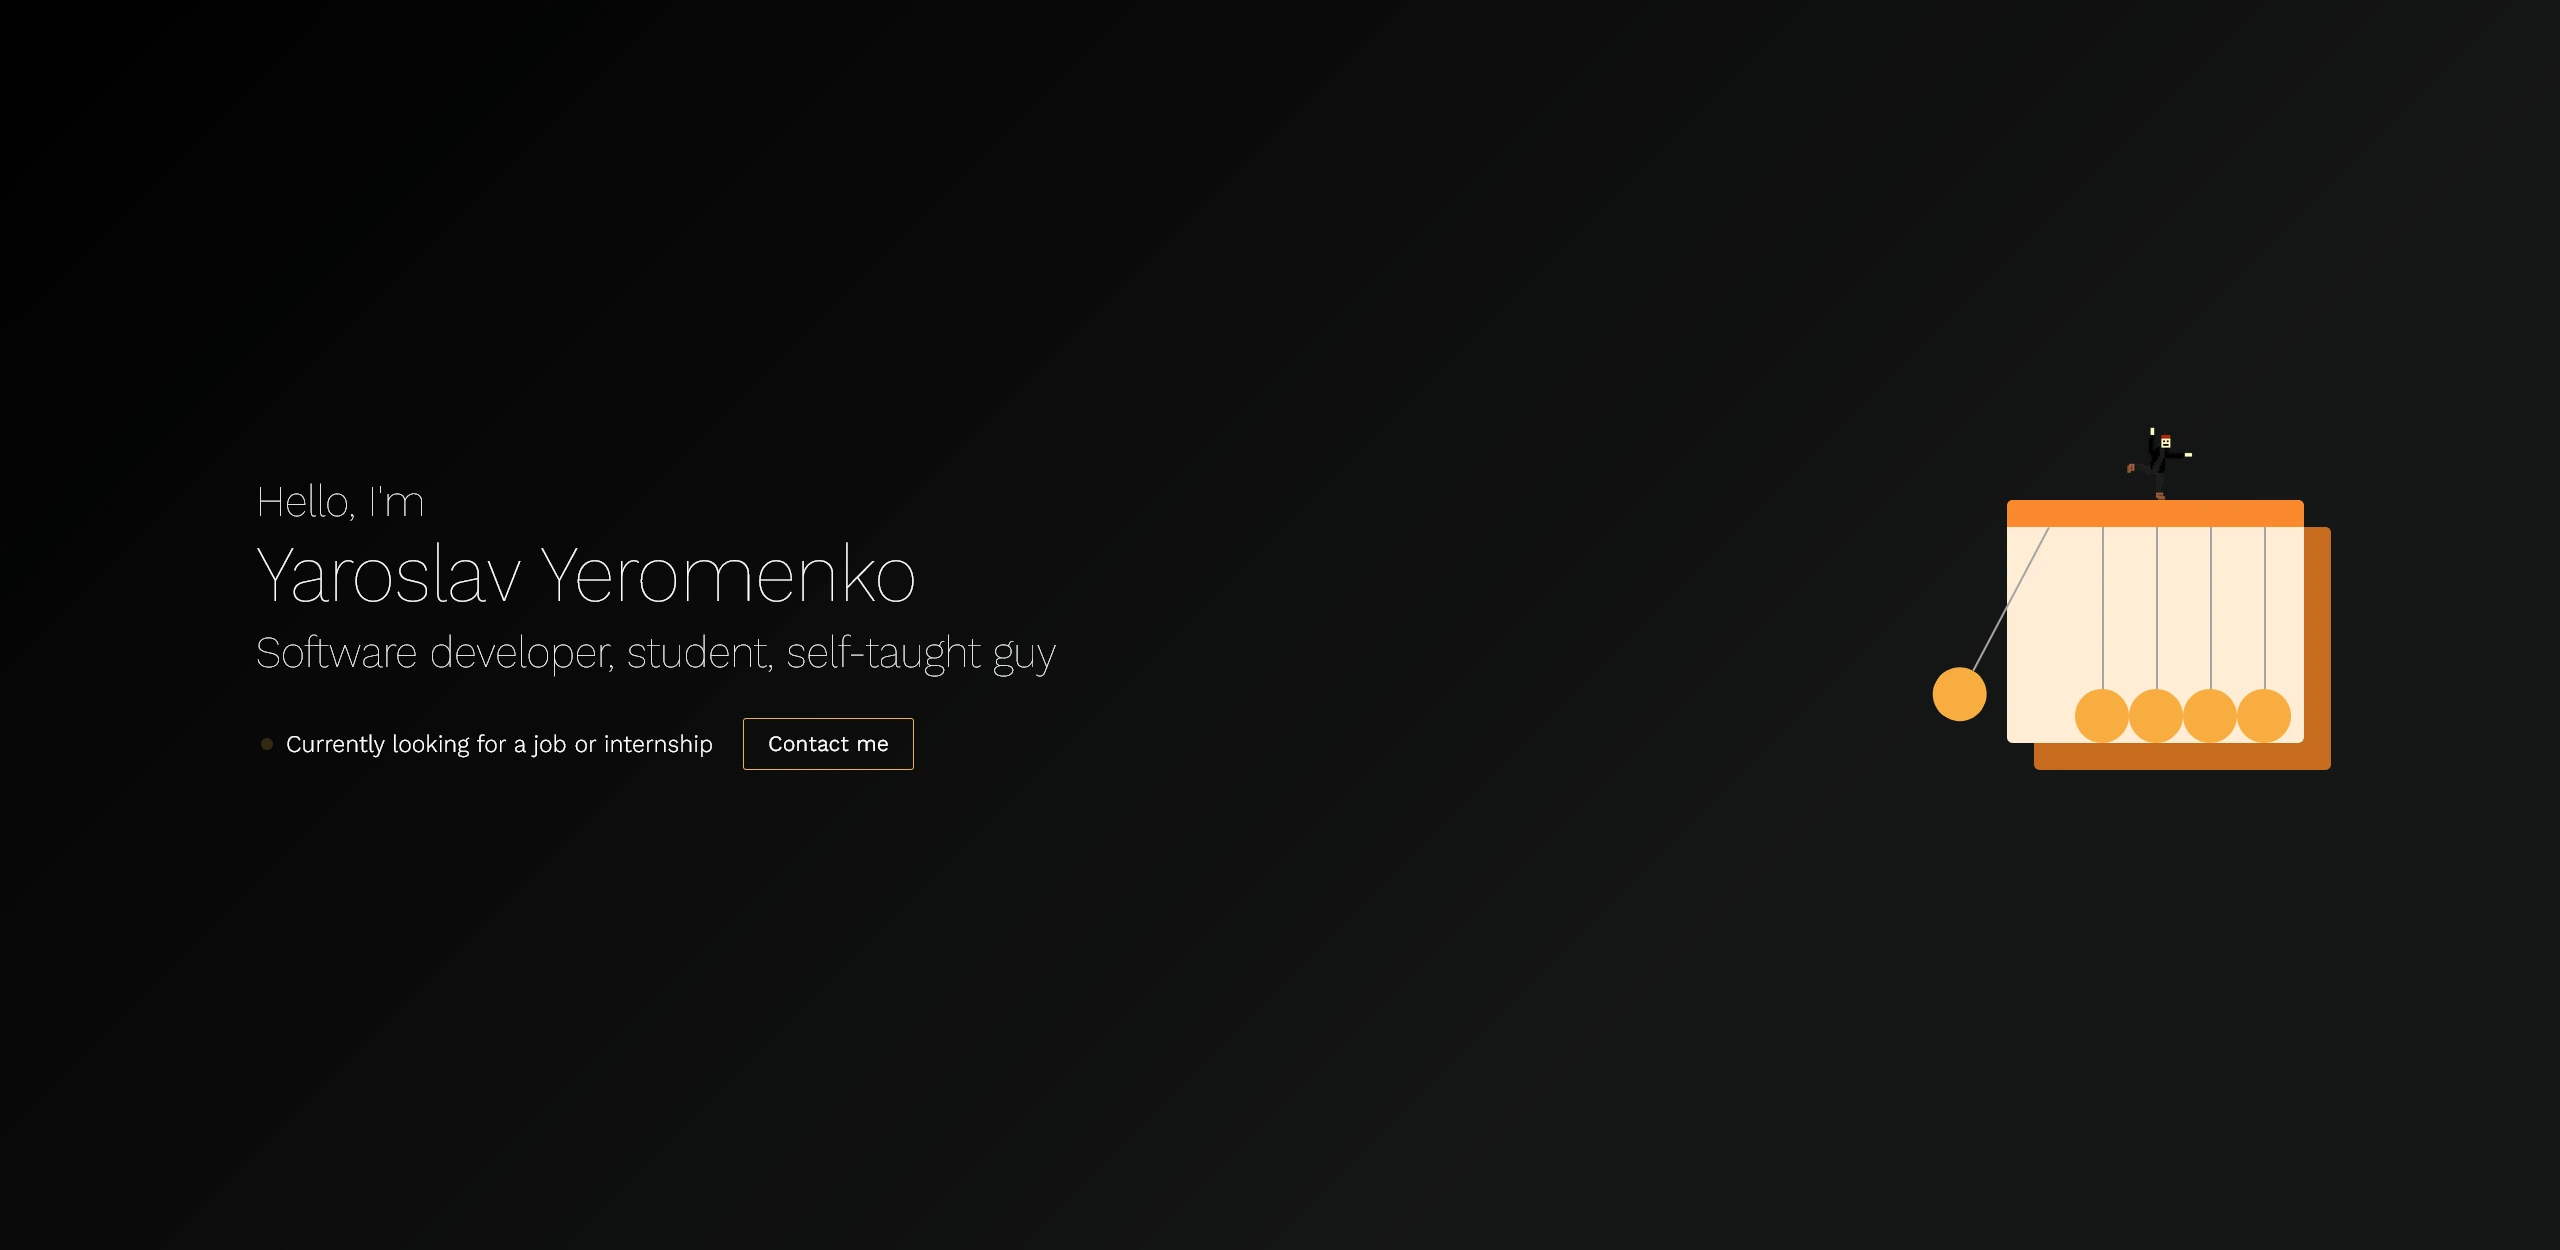 Hello, I'm
Yaroslav Yeromenko
Software developer, student, self-taught guy
Currently looking for a job or internship
Contact me